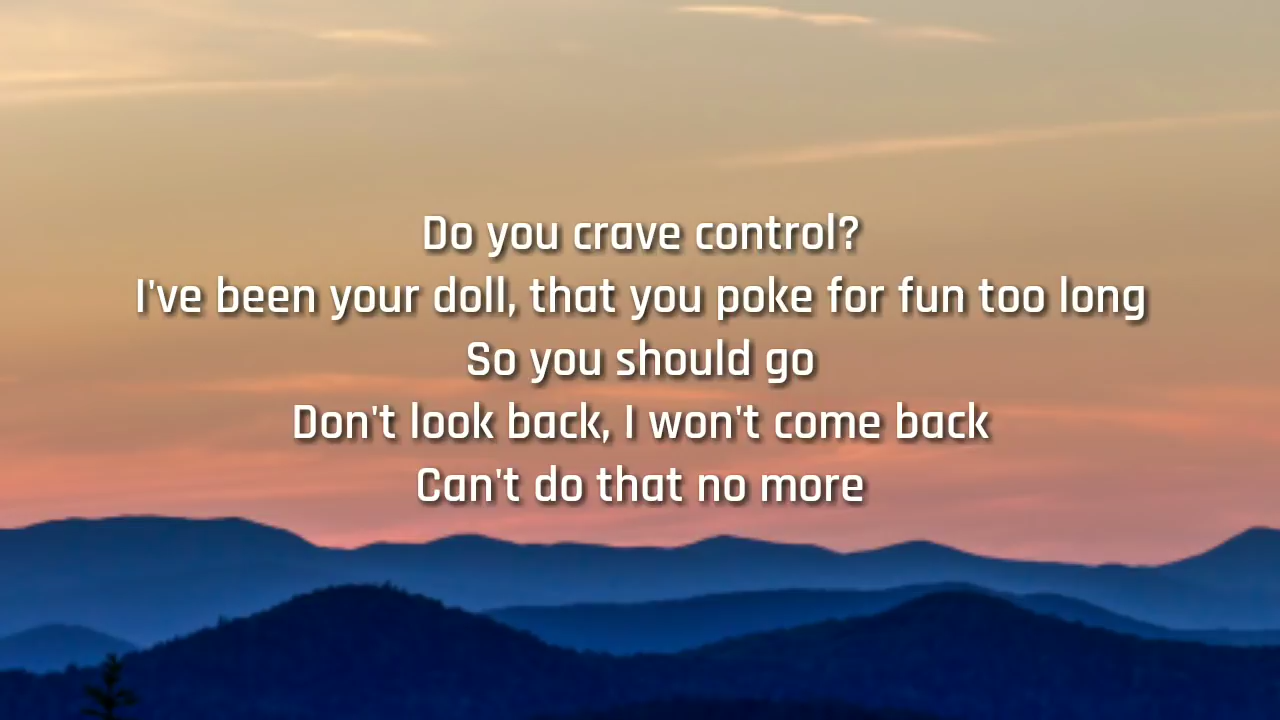 Do you crave control?
I've been your doll, that you poke for fun too long
So you should go
Don't look back, I won't come back
Can't do that no more